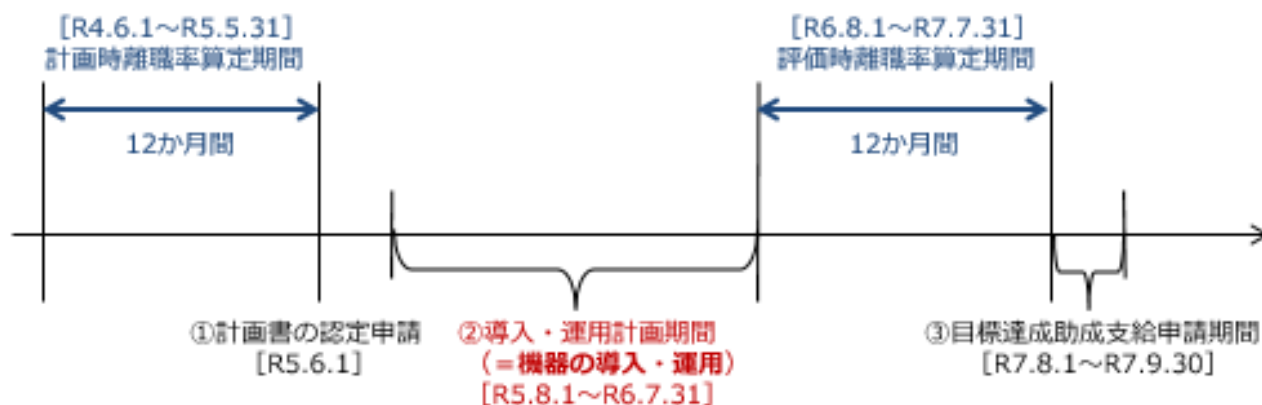 [R4.6.1～R5.5.31]
計画時離職率算定期間
12か月間
[R6.8.1～R7.7.31]
評価時離職率算定期間
12か月間
①計画書の認定申請
[R5.6.1]
②導入・運用計画期間
（＝機器の導入・運用）
[R5.8.1～R6.7.31]
③目標達成助成支給申請期間
[R7.8.1～R7.9.30]